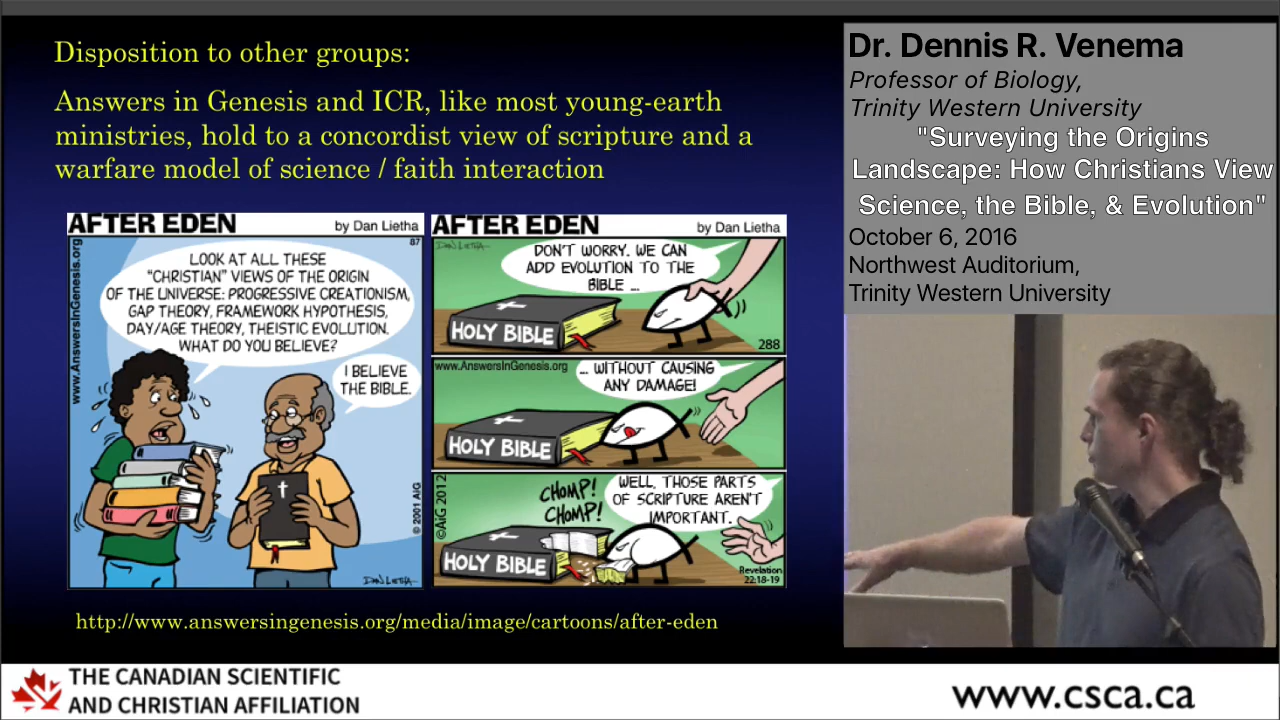 Disposition to other groups:
Answers in Genesis and ICR, like most young-earth
ministries, hold to a concordist view of scripture and a
warfare model of science / faith interaction
AFTER EDEN
by Dan Lietha
87
www.AnswersInGenesis.org
LOOK AT ALL THESE
"CHRISTIAN" VIEWS OF THE ORIGIN
OF THE UNIVERSE: PROGRESSIVE CREATIONISM,
GAP THEORY, FRAMEWORK HYPOTHESIS,
DAY/AGE THEORY, THEISTIC EVOLUTION.
WHAT DO YOU BELIEVE?
I BELIEVE
THE BIBLE.
© 2001 AIG
DAN LIETHA
AFTER EDEN
by Dan Lietha
DAN LIETHA
DON'T WORRY. WE CAN
ADD EVOLUTION TO THE
BIBLE ...
HOLY BIBLE
288
www.AnswersInGenesis.org
... WITHOUT CAUSING
ANY DAMAGE!
HOLY BIBLE
©AiG 2012
CHOMP!
CHOMP!
WELL, THOSE PARTS
OF SCRIPTURE AREN'T
IMPORTANT.
HOLY BIBLE
Revelation
22:18-19
http://www.answersingenesis.org/media/image/cartoons/after-eden
Dr. Dennis R. Venema
Professor of Biology,
Trinity Western University
"Surveying the Origins
Landscape: How Christians View
Science, the Bible, & Evolution"
October 6, 2016
Northwest Auditorium,
Trinity Western University
THE CANADIAN SCIENTIFIC
AND CHRISTIAN AFFILIATION
www.csca.ca